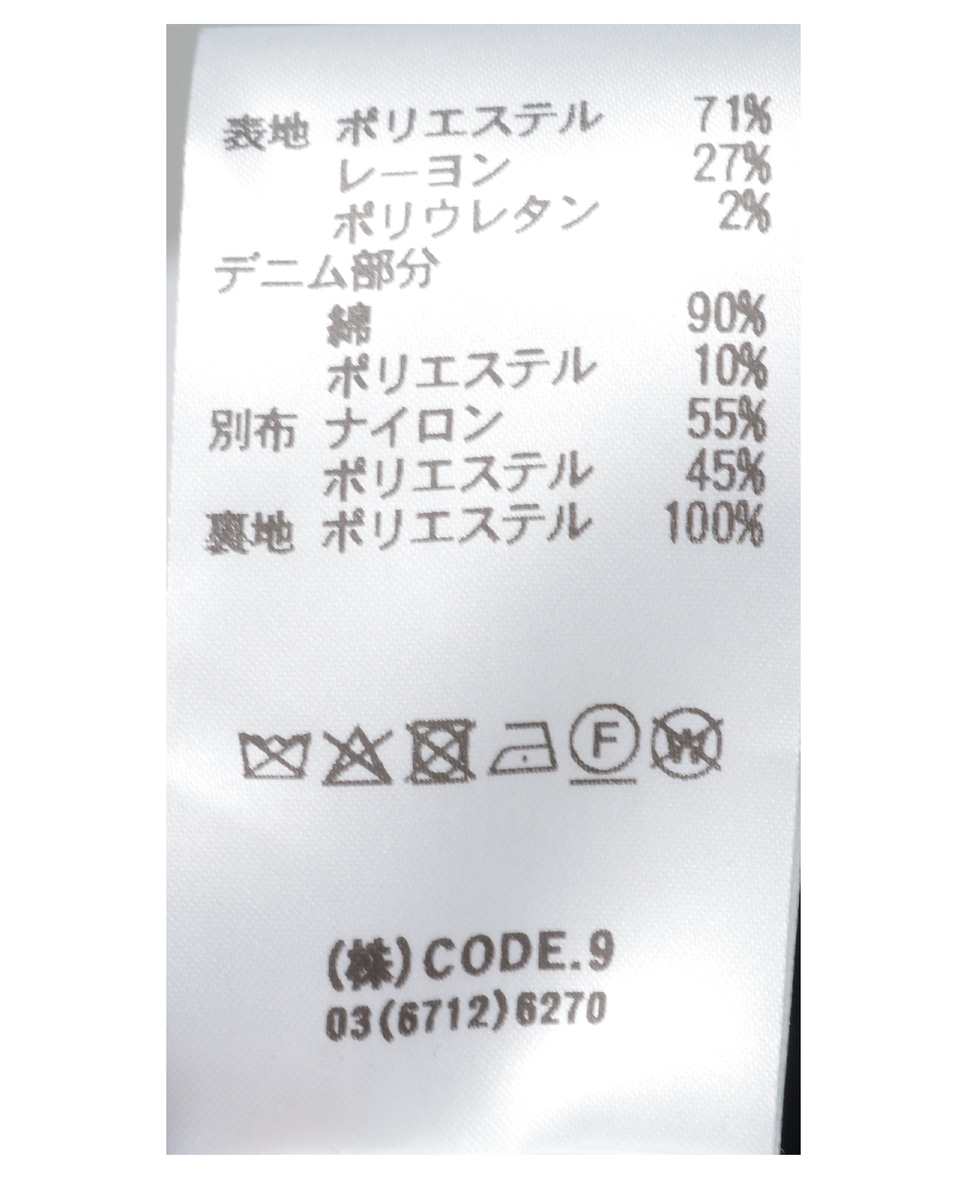 表地 ポリエステル 71%
レーヨン 27%
ポリウレタン 2%
デニム部分
綿 90%
ポリエステル 10%
別布 ナイロン 55%
ポリエステル 45%
裏地 ポリエステル 100%
F W
(株)CODE.9
03(6712)6270